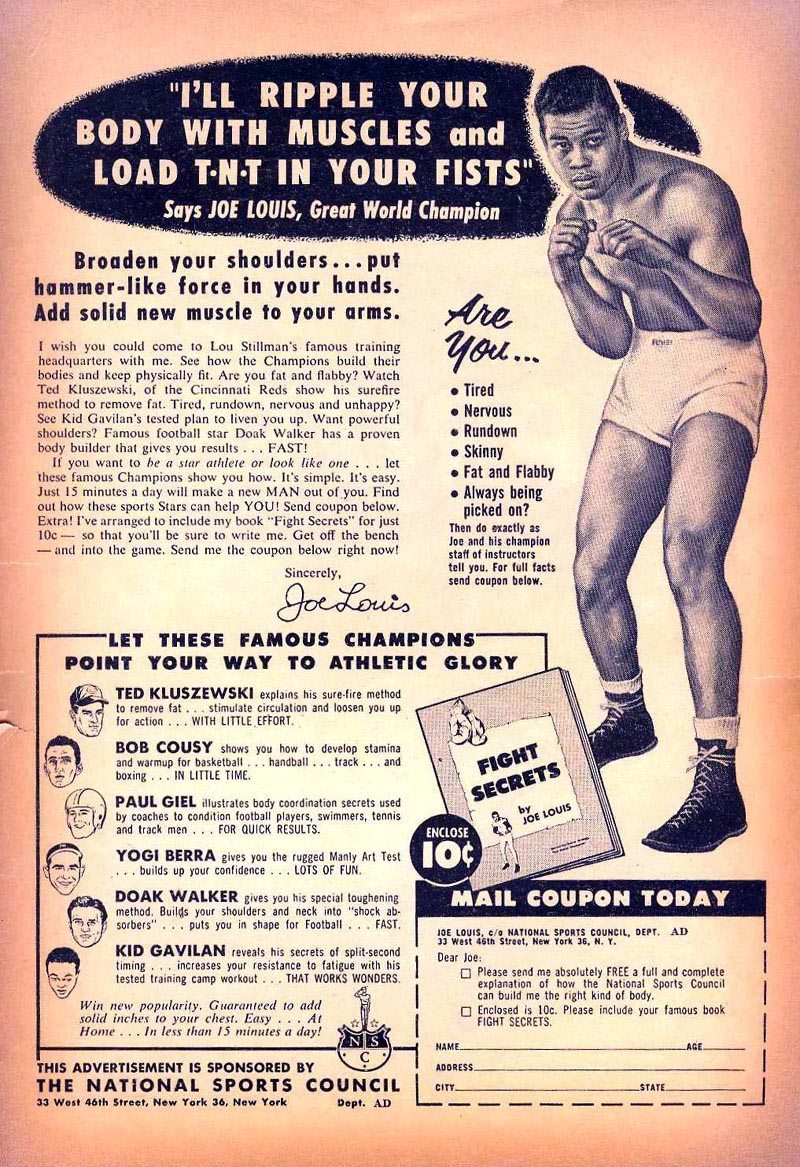 "I'LL RIPPLE YOUR
BODY WITH MUSCLES and
LOAD T·N·T IN YOUR FISTS"
Says JOE LOUIS, Great World Champion
Broaden your shoulders...put
hammer-like force in your hands.
Add solid new muscle to your arms.
I wish you could come to Lou Stillman's famous training
headquarters with me. See how the Champions build their
bodies and keep physically fit. Are you fat and flabby? Watch
Ted Kluszewski, of the Cincinnati Reds show his surefire
method to remove fat. Tired, rundown, nervous and unhappy?
See Kid Gavilan's tested plan to liven you up. Want powerful
shoulders? Famous football star Doak Walker has a proven
body builder that gives you results . . . FAST!
If you want to be a star athlete or look like one . . . let
these famous Champions show you how. It's simple. It's easy.
Just 15 minutes a day will make a new MAN out of you. Find
out how these sports Stars can help YOU! Send coupon below.
Extra! I've arranged to include my book "Fight Secrets" for just
10c — so that you'll be sure to write me. Get off the bench
— and into the game. Send me the coupon below right now!
Sincerely,
Joe Louis
Are
You...
• Tired
• Nervous
• Rundown
• Skinny
• Fat and Flabby
• Always being
picked on?
Then do exactly as
Joe and his champion
staff of instructors
tell you. For full facts
send coupon below.
LET THESE FAMOUS CHAMPIONS
POINT YOUR WAY TO ATHLETIC GLORY
TED KLUSZEWSKI explains his sure-fire method
to remove fat . . . stimulate circulation and loosen you up
for action . . . WITH LITTLE EFFORT.
BOB COUSY shows you how to develop stamina
and warmup for basketball . . . handball . . . track . . . and
boxing . . . IN LITTLE TIME.
PAUL GIEL illustrates body coordination secrets used
by coaches to condition football players, swimmers, tennis
and track men . . . FOR QUICK RESULTS.
YOGI BERRA gives you the rugged Manly Art Test
. . . builds up your confidence . . . LOTS OF FUN.
DOAK WALKER gives you his special toughening
method. Builds your shoulders and neck into "shock ab-
sorbers" . . . puts you in shape for Football . . . FAST.
KID GAVILAN reveals his secrets of split-second
timing . . . increases your resistance to fatigue with his
tested training camp workout . . . THAT WORKS WONDERS.
Win new popularity. Guaranteed to add
solid inches to your chest. Easy . . . At
Home . . . In less than 15 minutes a day!
N S
C
THIS ADVERTISEMENT IS SPONSORED BY
THE NATIONAL SPORTS COUNCIL
33 West 46th Street, New York 36, New York Dept. AD
FIGHT
SECRETS
by
JOE LOUIS
ENCLOSE
10¢
MAIL COUPON TODAY
JOE LOUIS, c/o NATIONAL SPORTS COUNCIL, DEPT. AD
33 West 46th Street, New York 36, N. Y.
Dear Joe:
☐ Please send me absolutely FREE a full and complete
explanation of how the National Sports Council
can build me the right kind of body.
☐ Enclosed is 10c. Please include your famous book
FIGHT SECRETS.
NAME AGE
ADDRESS
CITY STATE